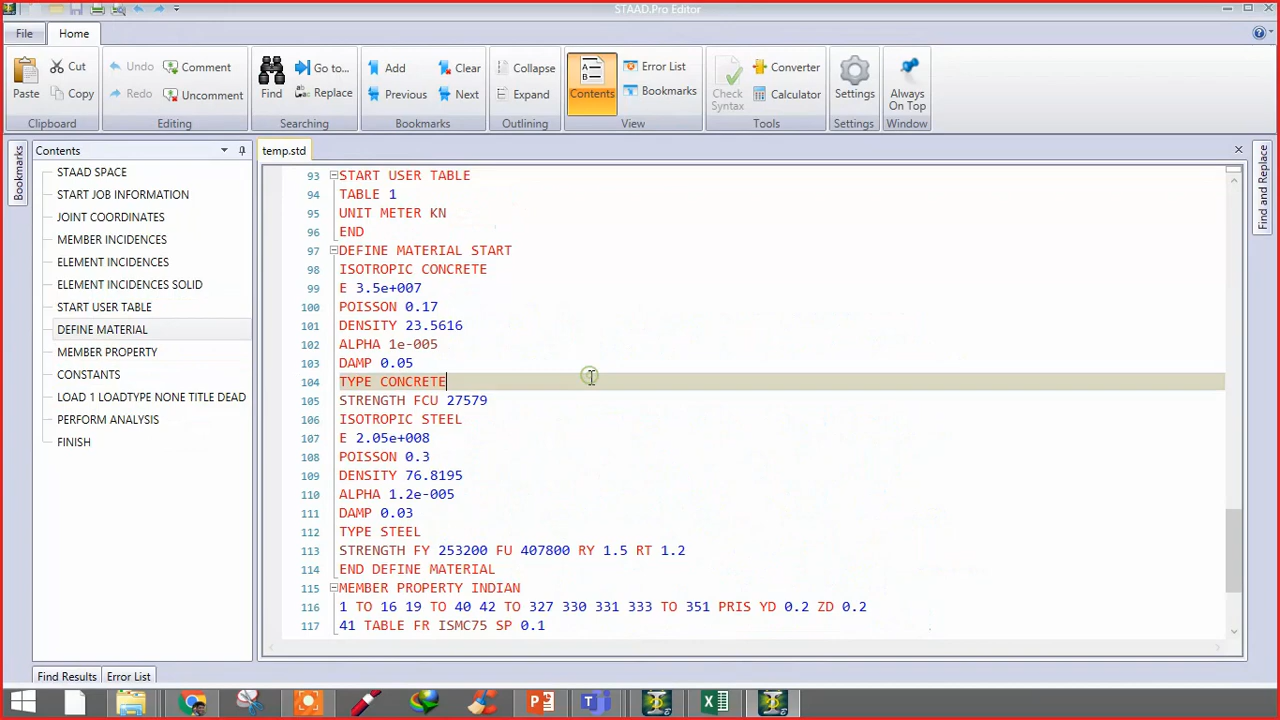 STAAD.Pro Editor
File
Home
Paste
Cut
Copy
Clipboard
Undo
Redo
Comment
Uncomment
Editing
Find
Go to...
Replace
Searching
Add
Previous
Clear
Next
Bookmarks
Collapse
Expand
Outlining
Contents
Error List
Bookmarks
View
Check Syntax
Converter
Calculator
Tools
Settings
Settings
Always On Top
Window
Bookmarks
Contents
STAAD SPACE
START JOB INFORMATION
JOINT COORDINATES
MEMBER INCIDENCES
ELEMENT INCIDENCES
ELEMENT INCIDENCES SOLID
START USER TABLE
DEFINE MATERIAL
MEMBER PROPERTY
CONSTANTS
LOAD 1 LOADTYPE NONE TITLE DEAD
PERFORM ANALYSIS
FINISH
temp.std
93 START USER TABLE
94 TABLE 1
95 UNIT METER KN
96 END
97 DEFINE MATERIAL START
98 ISOTROPIC CONCRETE
99 E 3.5e+007
100 POISSON 0.17
101 DENSITY 23.5616
102 ALPHA 1e-005
103 DAMP 0.05
104 TYPE CONCRETE
105 STRENGTH FCU 27579
106 ISOTROPIC STEEL
107 E 2.05e+008
108 POISSON 0.3
109 DENSITY 76.8195
110 ALPHA 1.2e-005
111 DAMP 0.03
112 TYPE STEEL
113 STRENGTH FY 253200 FU 407800 RY 1.5 RT 1.2
114 END DEFINE MATERIAL
115 MEMBER PROPERTY INDIAN
116 1 TO 16 19 TO 40 42 TO 327 330 331 333 TO 351 PRIS YD 0.2 ZD 0.2
117 41 TABLE FR ISMC75 SP 0.1
Find and Replace
Find Results
Error List